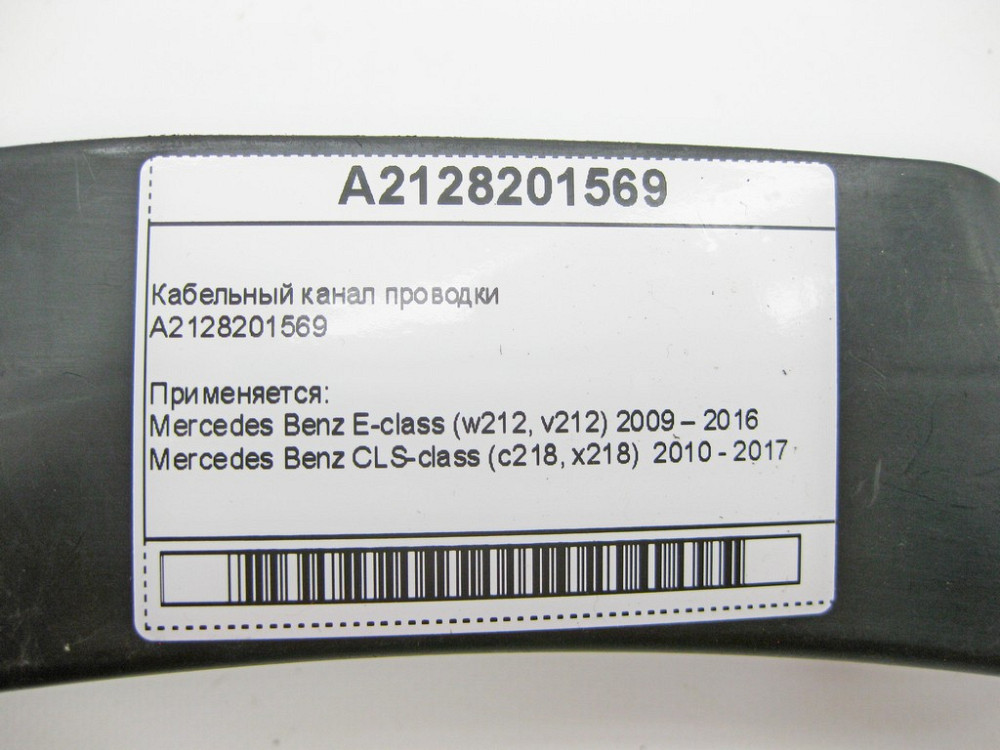 A2128201569
Кабельный канал проводки
A2128201569
Применяется:
Mercedes Benz E-class (w212, v212) 2009 – 2016
Mercedes Benz CLS-class (c218, x218) 2010 - 2017